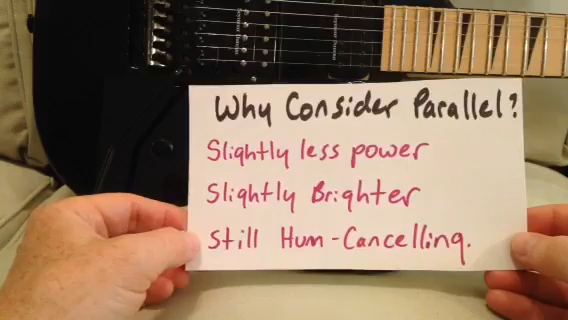 Why Consider Parallel?
Slightly less power
Slightly Brighter
Still Hum-Cancelling.